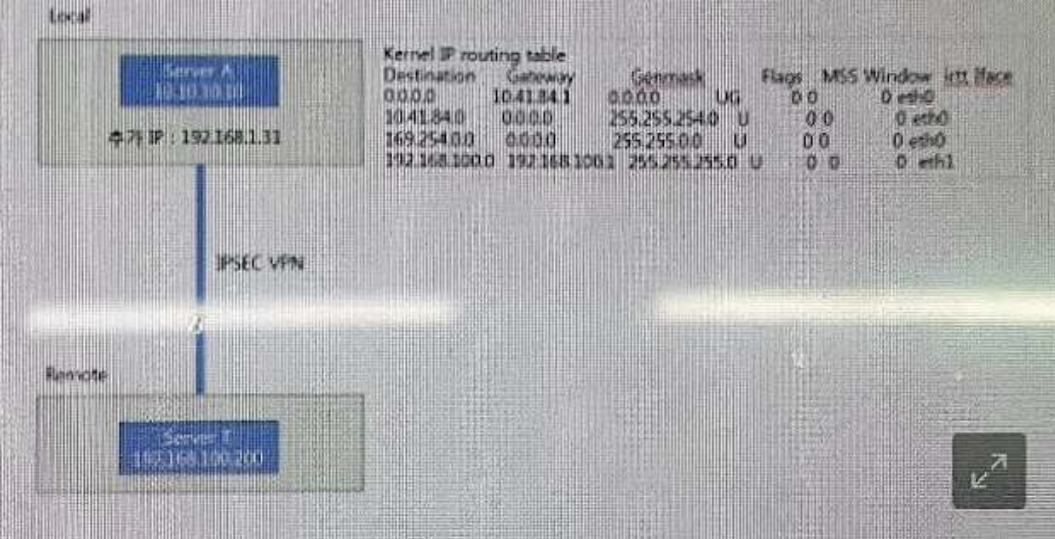 Local
Server A
10.10.10.10
추가 IP : 192.168.1.31
Kernel IP routing table
Destination Gateway Genmask Flags MSS Window irtt Iface
0.0.0.0 10.41.84.1 0.0.0.0 UG 0 0 0 eth0
10.41.84.0 0.0.0.0 255.255.254.0 U 0 0 0 eth0
169.254.0.0 0.0.0.0 255.255.0.0 U 0 0 0 eth0
192.168.100.0 192.168.100.1 255.255.255.0 U 0 0 0 eth1
IPSEC VPN
Remote
Server
192.168.100.200